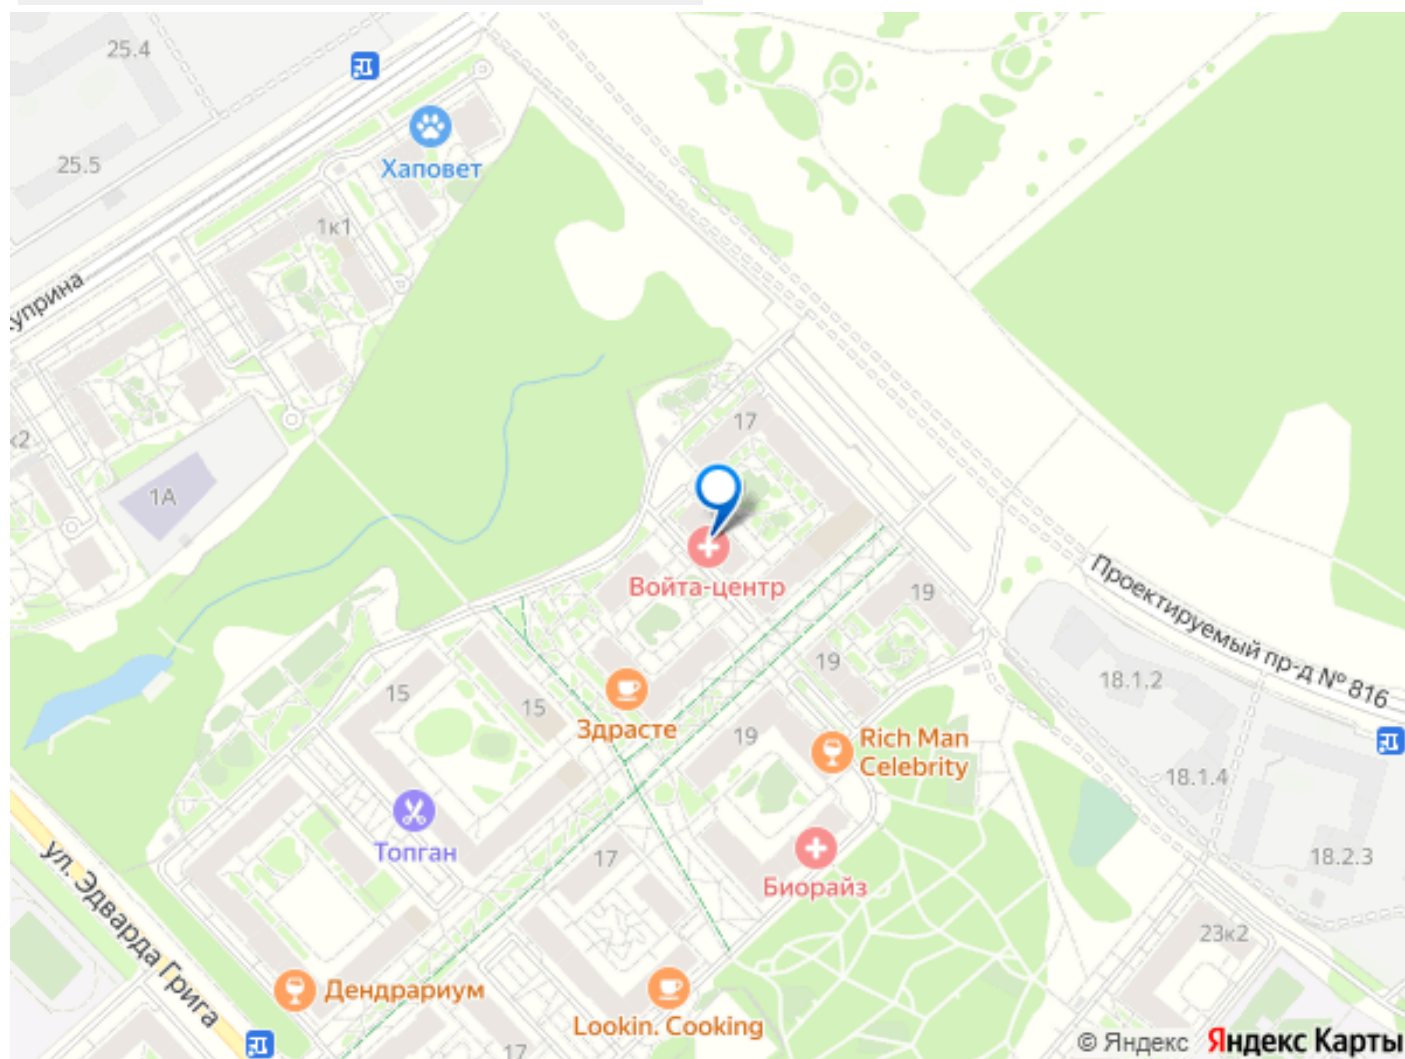 25.4
25.5
Хаповет
1к1
уприна
к2
1А
17
Войта-центр
19
19
Проектируемый пр-д № 816
18.1.2
15
15
Здрасте
19
Rich Man
Celebrity
18.1.4
Топган
17
Биорайз
18.2.3
ул. Эдварда Грига
23к2
Дендрариум
Lookin. Cooking
17
© Яндекс Яндекс Карты